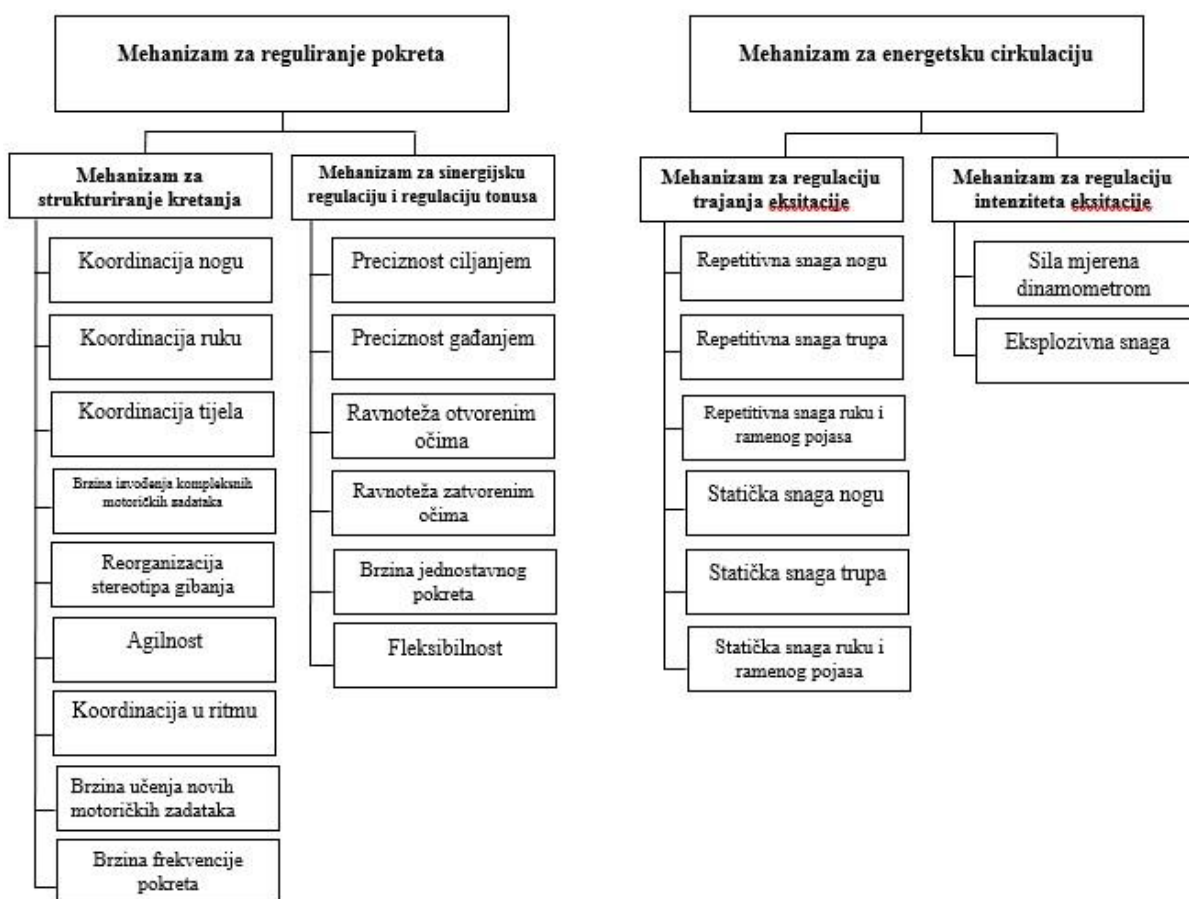 Mehanizam za reguliranje pokreta
Mehanizam za
strukturiranje kretanja
Koordinacija nogu
Koordinacija ruku
Koordinacija tijela
Brzina izvođenja kompleksnih
motoričkih zadataka
Reorganizacija
stereotipa gibanja
Agilnost
Koordinacija u ritmu
Brzina učenja novih
motoričkih zadataka
Brzina frekvencije
pokreta
Mehanizam za sinergijsku
regulaciju i regulaciju tonusa
Preciznost ciljanjem
Preciznost gađanjem
Ravnoteža otvorenim
očima
Ravnoteža zatvorenim
očima
Brzina jednostavnog
pokreta
Fleksibilnost
Mehanizam za energetsku cirkulaciju
Mehanizam za regulaciju
trajanja eksitacije
Repetitivna snaga nogu
Repetitivna snaga trupa
Repetitivna snaga ruku i
ramenog pojasa
Statička snaga nogu
Statička snaga trupa
Statička snaga ruku i
ramenog pojasa
Mehanizam za regulaciju
intenziteta eksitacije
Sila mjerena
dinamometrom
Eksplozivna snaga